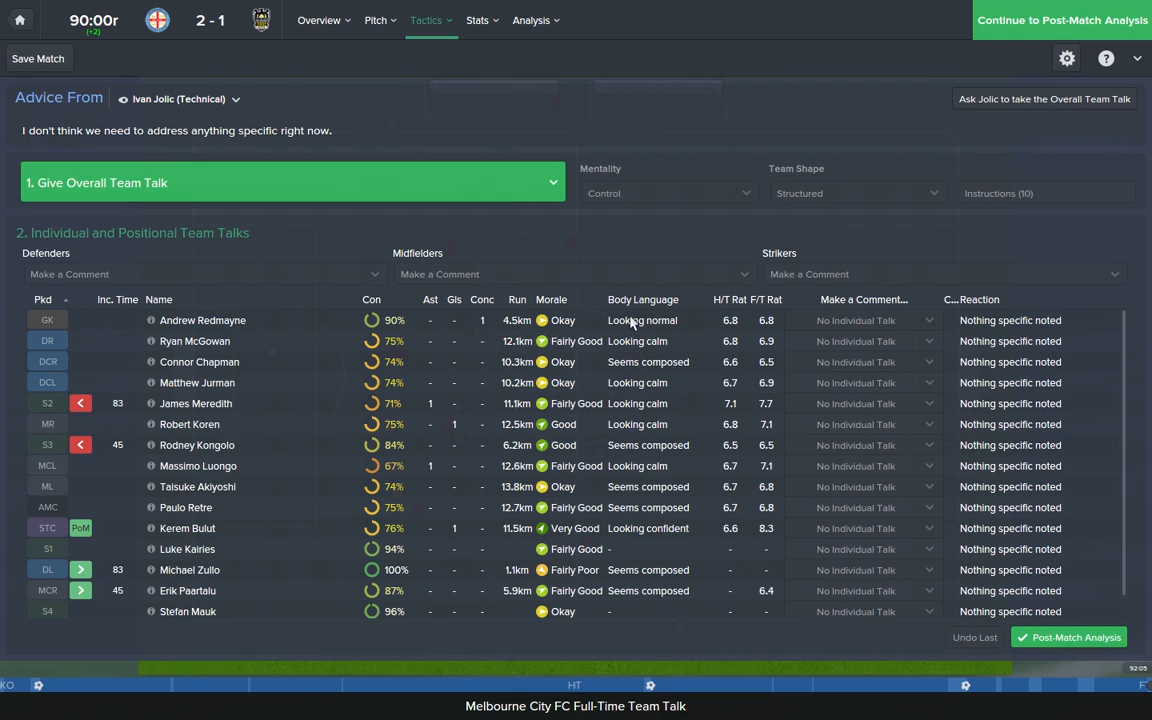 90:00r
(+2)
2 - 1
Overview
Pitch
Tactics
Stats
Analysis
Continue to Post-Match Analysis
Save Match
?
Advice From
Ivan Jolic (Technical)
Ask Jolic to take the Overall Team Talk
I don't think we need to address anything specific right now.
1. Give Overall Team Talk
Mentality
Control
Team Shape
Structured
Instructions (10)
2. Individual and Positional Team Talks
Defenders Midfielders Strikers
Make a Comment Make a Comment Make a Comment
Pkd Inc. Time Name Con Ast Gls Conc Run Morale Body Language H/T Rat F/T Rat Make a Comment... C... Reaction
GK Andrew Redmayne 90% - - 1 4.5km Okay Looking normal 6.8 6.8 No Individual Talk Nothing specific noted
DR Ryan McGowan 75% - - - 12.1km Fairly Good Looking calm 6.8 6.9 No Individual Talk Nothing specific noted
DCR Connor Chapman 74% - - - 10.3km Okay Seems composed 6.6 6.5 No Individual Talk Nothing specific noted
DCL Matthew Jurman 74% - - - 10.2km Okay Looking calm 6.7 6.9 No Individual Talk Nothing specific noted
S2 83 James Meredith 71% 1 - - 11.1km Fairly Good Looking calm 7.1 7.7 No Individual Talk Nothing specific noted
MR Robert Koren 75% - 1 - 12.5km Good Looking calm 6.8 7.1 No Individual Talk Nothing specific noted
S3 45 Rodney Kongolo 84% - - - 6.2km Good Seems composed 6.5 6.5 No Individual Talk Nothing specific noted
MCL Massimo Luongo 67% 1 - - 12.6km Fairly Good Looking calm 6.7 7.1 No Individual Talk Nothing specific noted
ML Taisuke Akiyoshi 74% - - - 13.8km Okay Seems composed 6.7 6.8 No Individual Talk Nothing specific noted
AMC Paulo Retre 75% - - - 12.7km Fairly Good Seems composed 6.7 6.8 No Individual Talk Nothing specific noted
STC PoM Kerem Bulut 76% - 1 - 11.5km Very Good Looking confident 6.6 8.3 No Individual Talk Nothing specific noted
S1 Luke Kairies 94% - - - Fairly Good - - - No Individual Talk Nothing specific noted
DL 83 Michael Zullo 100% - - - 1.1km Fairly Poor Seems composed - - No Individual Talk Nothing specific noted
MCR 45 Erik Paartalu 87% - - - 5.9km Fairly Good Seems composed - 6.4 No Individual Talk Nothing specific noted
S4 Stefan Mauk 96% - - - Okay - - - No Individual Talk Nothing specific noted
Undo Last Post-Match Analysis
92:05
KO HT F
Melbourne City FC Full-Time Team Talk